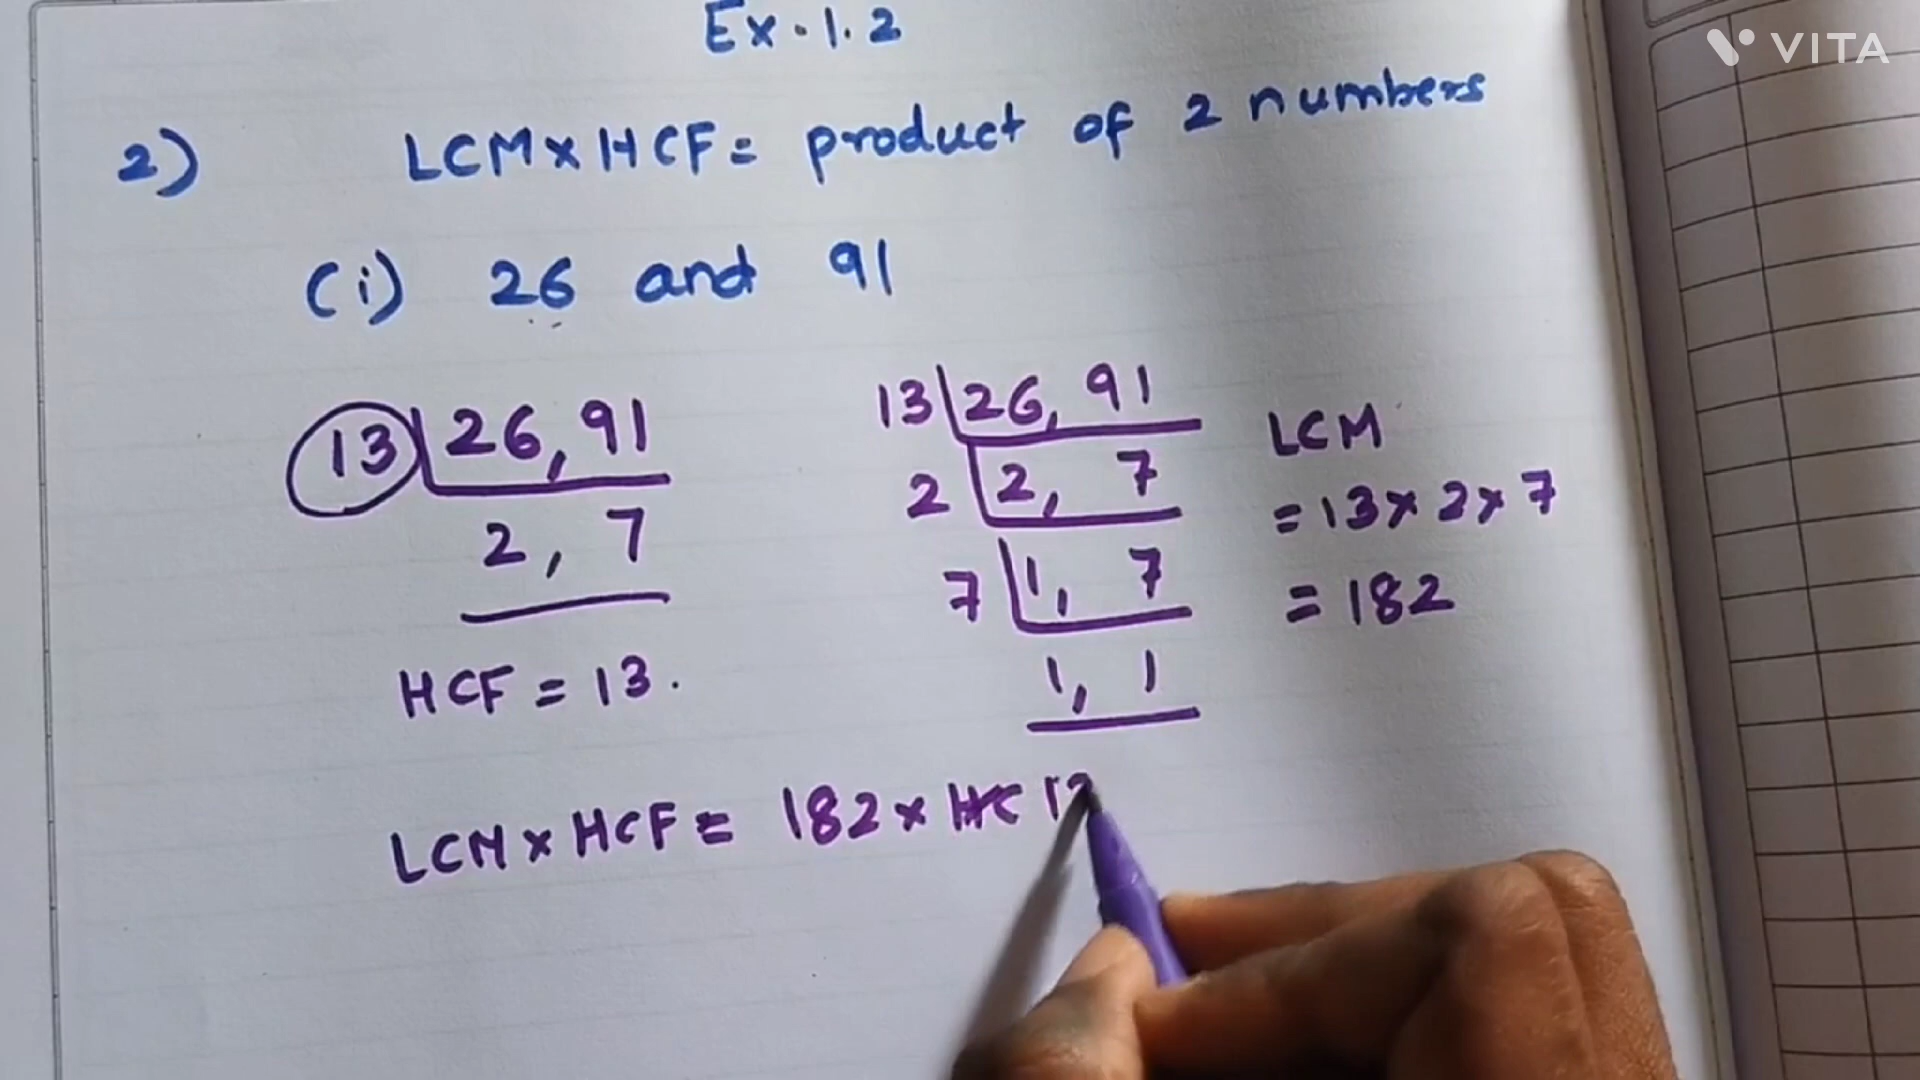 VITA
Ex. 1.2
2) LCM x HCF = product of 2 numbers
(i) 26 and 91
13 26, 91
2, 7
HCF = 13.
13 26, 91
2 2, 7
7 1, 7
1, 1
LCM
= 13 x 2 x 7
= 182
LCM x HCF = 182 x